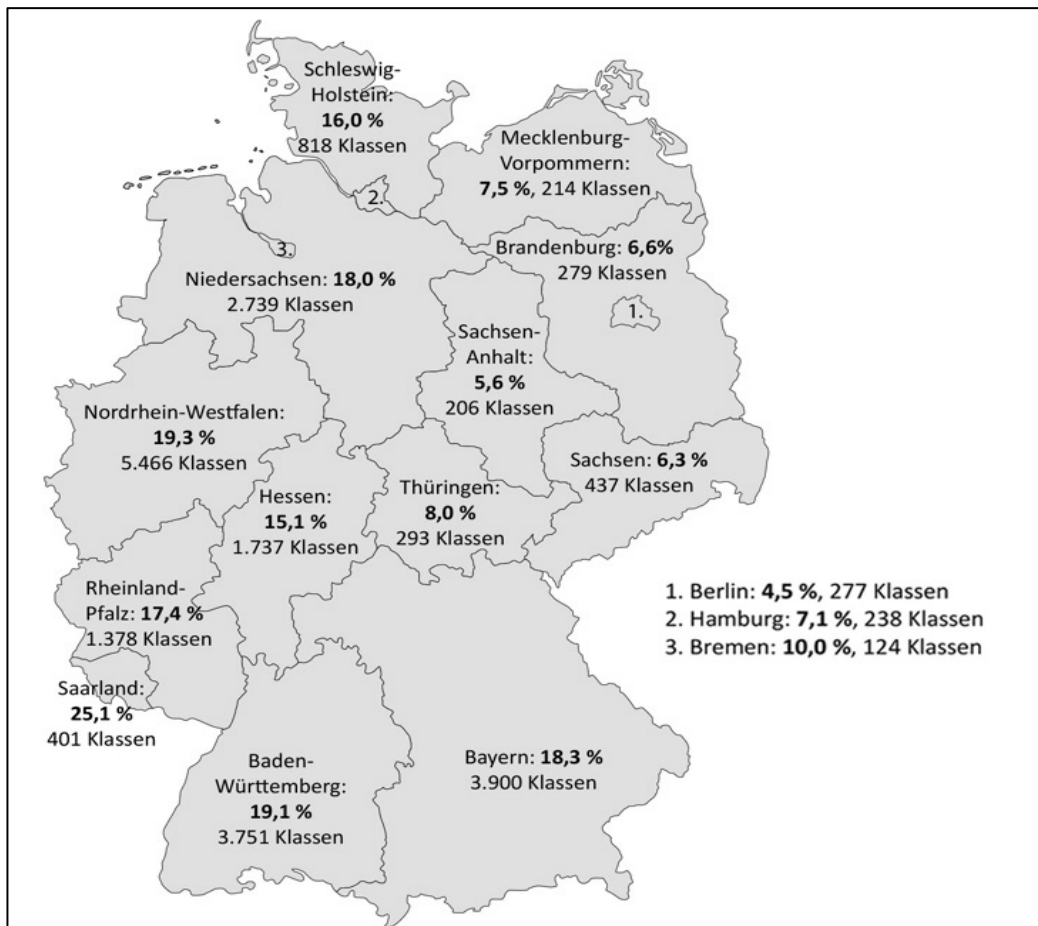 Schleswig-
Holstein:
16,0 %
818 Klassen
Mecklenburg-
Vorpommern:
7,5 %, 214 Klassen
2.
3.
Brandenburg: 6,6%
279 Klassen
1.
Niedersachsen: 18,0 %
2.739 Klassen
Sachsen-
Anhalt:
5,6 %
206 Klassen
Nordrhein-Westfalen:
19,3 %
5.466 Klassen
Sachsen: 6,3 %
437 Klassen
Hessen:
15,1 %
1.737 Klassen
Thüringen:
8,0 %
293 Klassen
Rheinland-
Pfalz: 17,4 %
1.378 Klassen
1. Berlin: 4,5 %, 277 Klassen
2. Hamburg: 7,1 %, 238 Klassen
3. Bremen: 10,0 %, 124 Klassen
Saarland:
25,1 %
401 Klassen
Baden-
Württemberg:
19,1 %
3.751 Klassen
Bayern: 18,3 %
3.900 Klassen